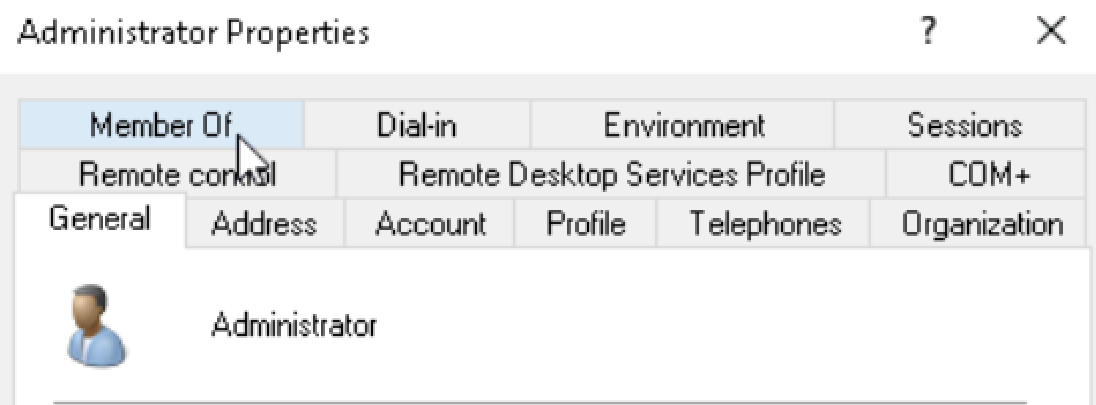 Administrator Properties ?
Member Of Dial-in Environment Sessions
Remote control Remote Desktop Services Profile COM+
General Address Account Profile Telephones Organization
Administrator